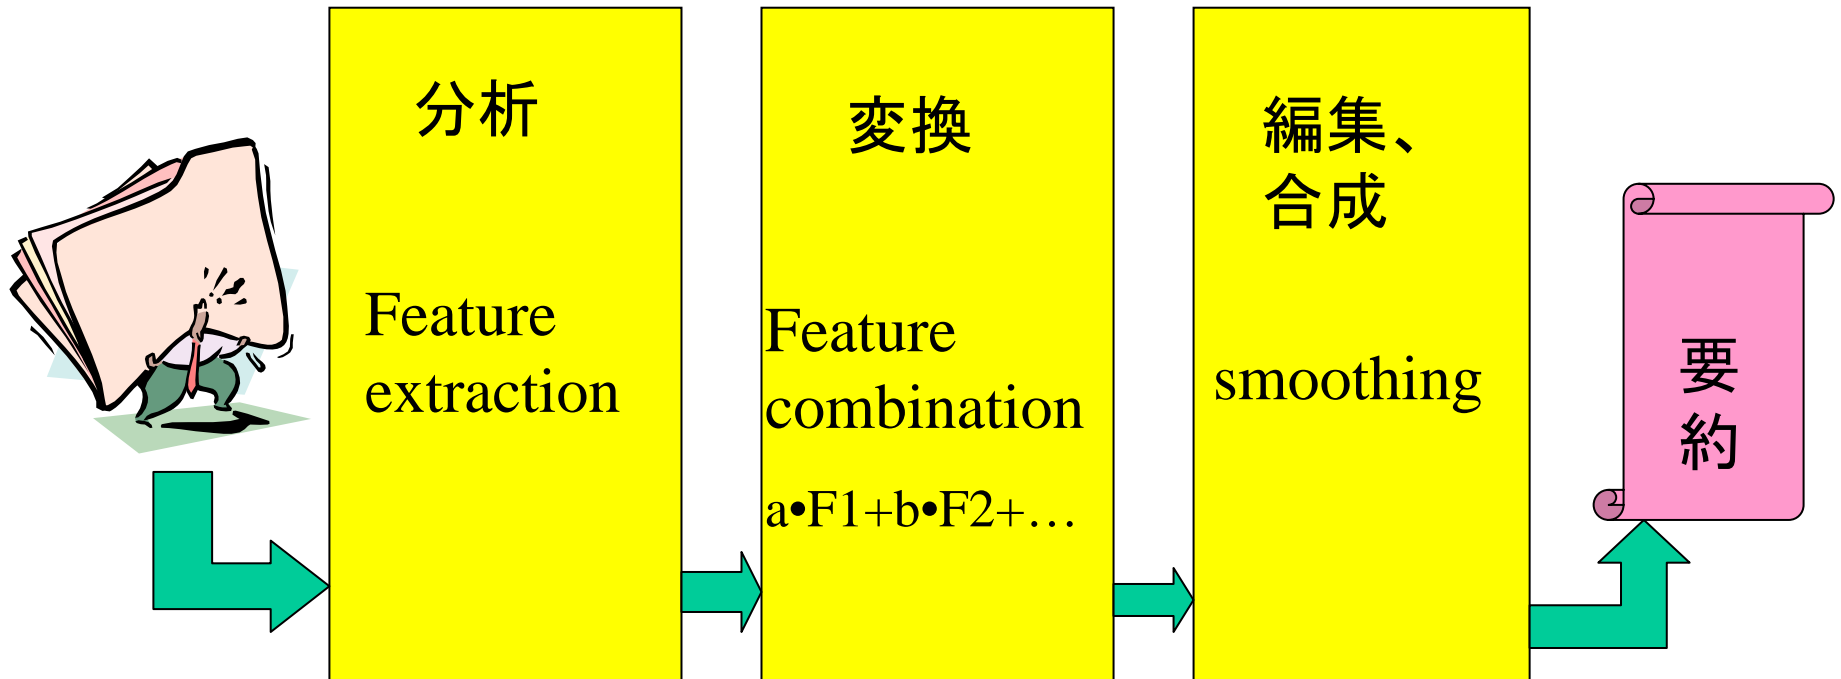 分析
Feature
extraction
変換
Feature
combination
a•F1+b•F2+…
編集、
合成
smoothing
要
約